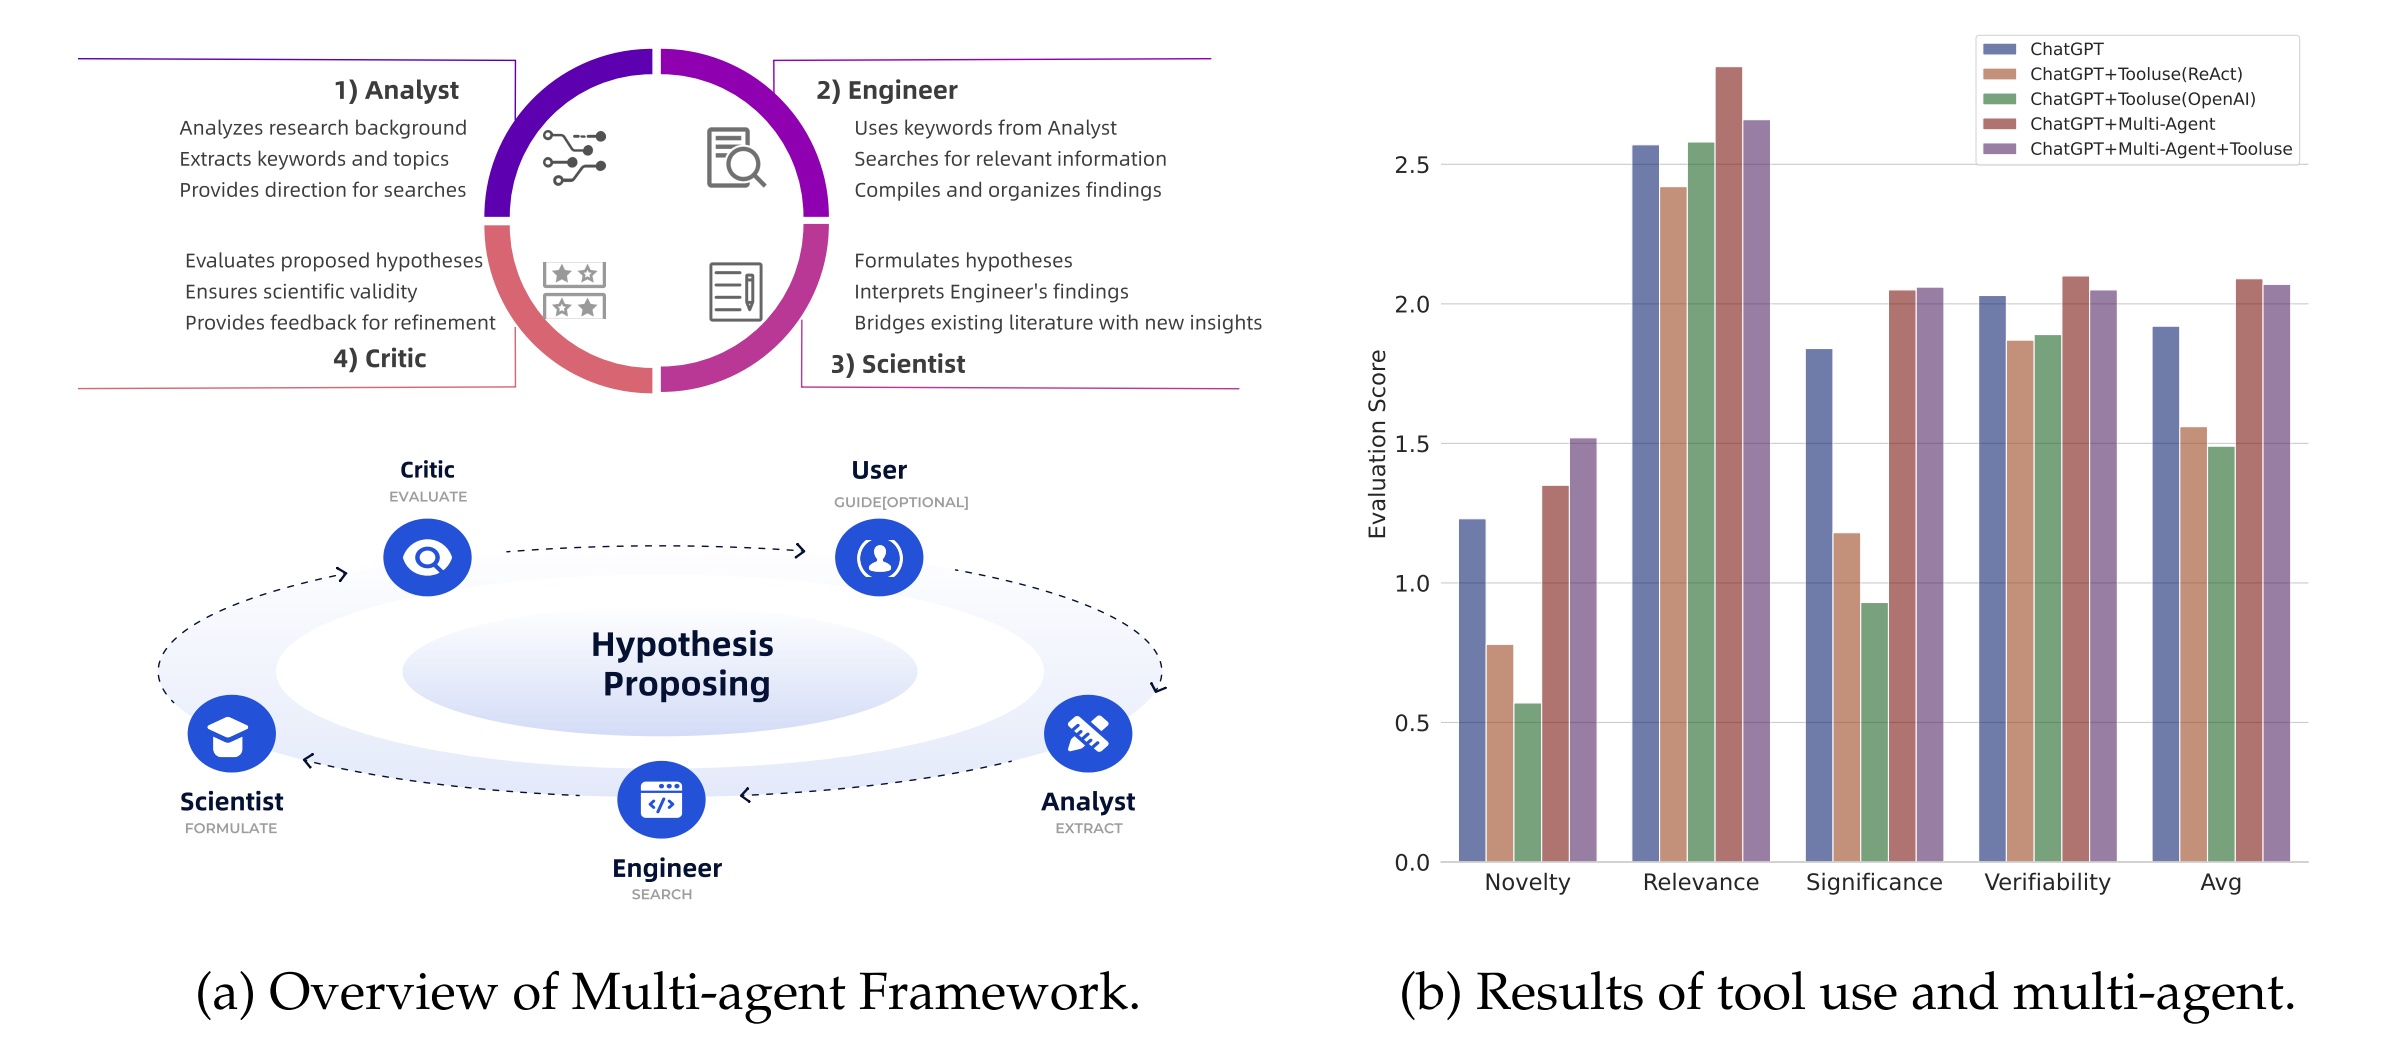 1) Analyst
Analyzes research background
Extracts keywords and topics
Provides direction for searches
2) Engineer
Uses keywords from Analyst
Searches for relevant information
Compiles and organizes findings
Evaluates proposed hypotheses
Ensures scientific validity
Provides feedback for refinement
4) Critic
Formulates hypotheses
Interprets Engineer's findings
Bridges existing literature with new insights
3) Scientist
Critic
EVALUATE
User
GUIDE[OPTIONAL]
Hypothesis
Proposing
Scientist
FORMULATE
Engineer
SEARCH
Analyst
EXTRACT
(a) Overview of Multi-agent Framework.
ChatGPT
ChatGPT+Tooluse(ReAct)
ChatGPT+Tooluse(OpenAI)
ChatGPT+Multi-Agent
ChatGPT+Multi-Agent+Tooluse
Evaluation Score
2.5
2.0
1.5
1.0
0.5
0.0
Novelty Relevance Significance Verifiability Avg
(b) Results of tool use and multi-agent.